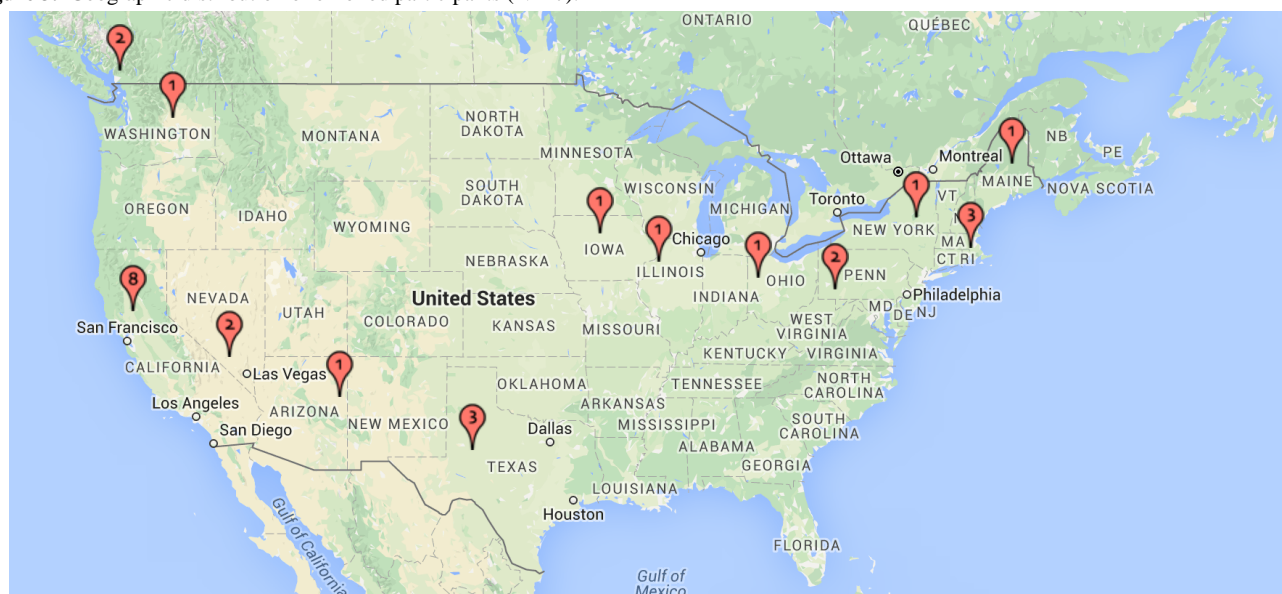 ONTARIO
QUÉBEC
2
1
WASHINGTON
MONTANA
NORTH
DAKOTA
MINNESOTA
Ottawa
Montreal
1
NB
PE
MAINE
NOVA SCOTIA
OREGON
IDAHO
WYOMING
SOUTH
DAKOTA
WISCONSIN
MICHIGAN
Toronto
1
VT
NEW YORK
3
MA
CT RI
1
IOWA
1
Chicago
ILLINOIS
1
OHIO
2
PENN
NEBRASKA
INDIANA
Philadelphia
MD
DE
NJ
8
NEVADA
UTAH
United States
COLORADO
KANSAS
MISSOURI
WEST
VIRGINIA
KENTUCKY
VIRGINIA
San Francisco
2
CALIFORNIA
Las Vegas
1
Los Angeles
ARIZONA
San Diego
NEW MEXICO
OKLAHOMA
ARKANSAS
TENNESSEE
NORTH
CAROLINA
MISSISSIPPI
SOUTH
CAROLINA
3
Dallas
TEXAS
ALABAMA
GEORGIA
LOUISIANA
Houston
FLORIDA
Gulf of California
Gulf of
Mexico